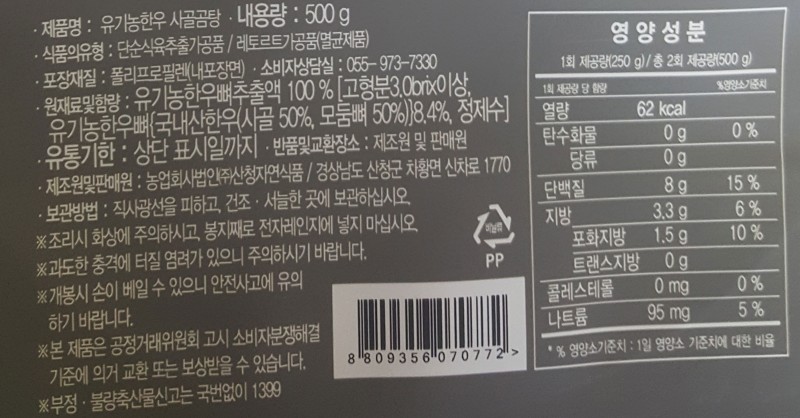 · 제품명 : 유기농한우 사골곰탕 · 내용량 : 500 g
· 식품의유형 : 단순식육추출가공품 / 레토르트가공품(멸균제품)
· 포장재질 : 폴리프로필렌(내포장면) · 소비자상담실 : 055-973-7330
· 원재료및함량 : 유기농한우뼈추출액 100 % [고형분3.0brix이상,
유기농한우뼈{국내산한우(사골 50%, 모둠뼈 50%)}8.4%, 정제수]
· 유통기한 : 상단 표시일까지 · 반품및교환장소 : 제조원 및 판매원
· 제조원및판매원 : 농업회사법인㈜산청자연식품 / 경상남도 산청군 차황면 신차로 1770
· 보관방법 : 직사광선을 피하고, 건조 · 서늘한 곳에 보관하십시오.
※조리시 화상에 주의하시고, 봉지째로 전자레인지에 넣지 마십시오.
※과도한 충격에 터질 염려가 있으니 주의하시기 바랍니다.
※개봉시 손이 베일 수 있으니 안전사고에 유의
하기 바랍니다.
※본 제품은 공정거래위원회 고시 소비자분쟁해결
기준에 의거 교환 또는 보상받을 수 있습니다.
※부정 · 불량축산물신고는 국번없이 1399
비닐류
PP
8 809356 070772 >
영양성분
1회 제공량(250 g) / 총 2회 제공량(500 g)
1회 제공량 당 함량 %영양소기준치
열량 62 kcal
탄수화물 0 g 0 %
당류 0 g
단백질 8 g 15 %
지방 3.3 g 6 %
포화지방 1.5 g 10 %
트랜스지방 0 g
콜레스테롤 0 mg 0 %
나트륨 95 mg 5 %
* % 영양소기준치 : 1일 영양소 기준치에 대한 비율